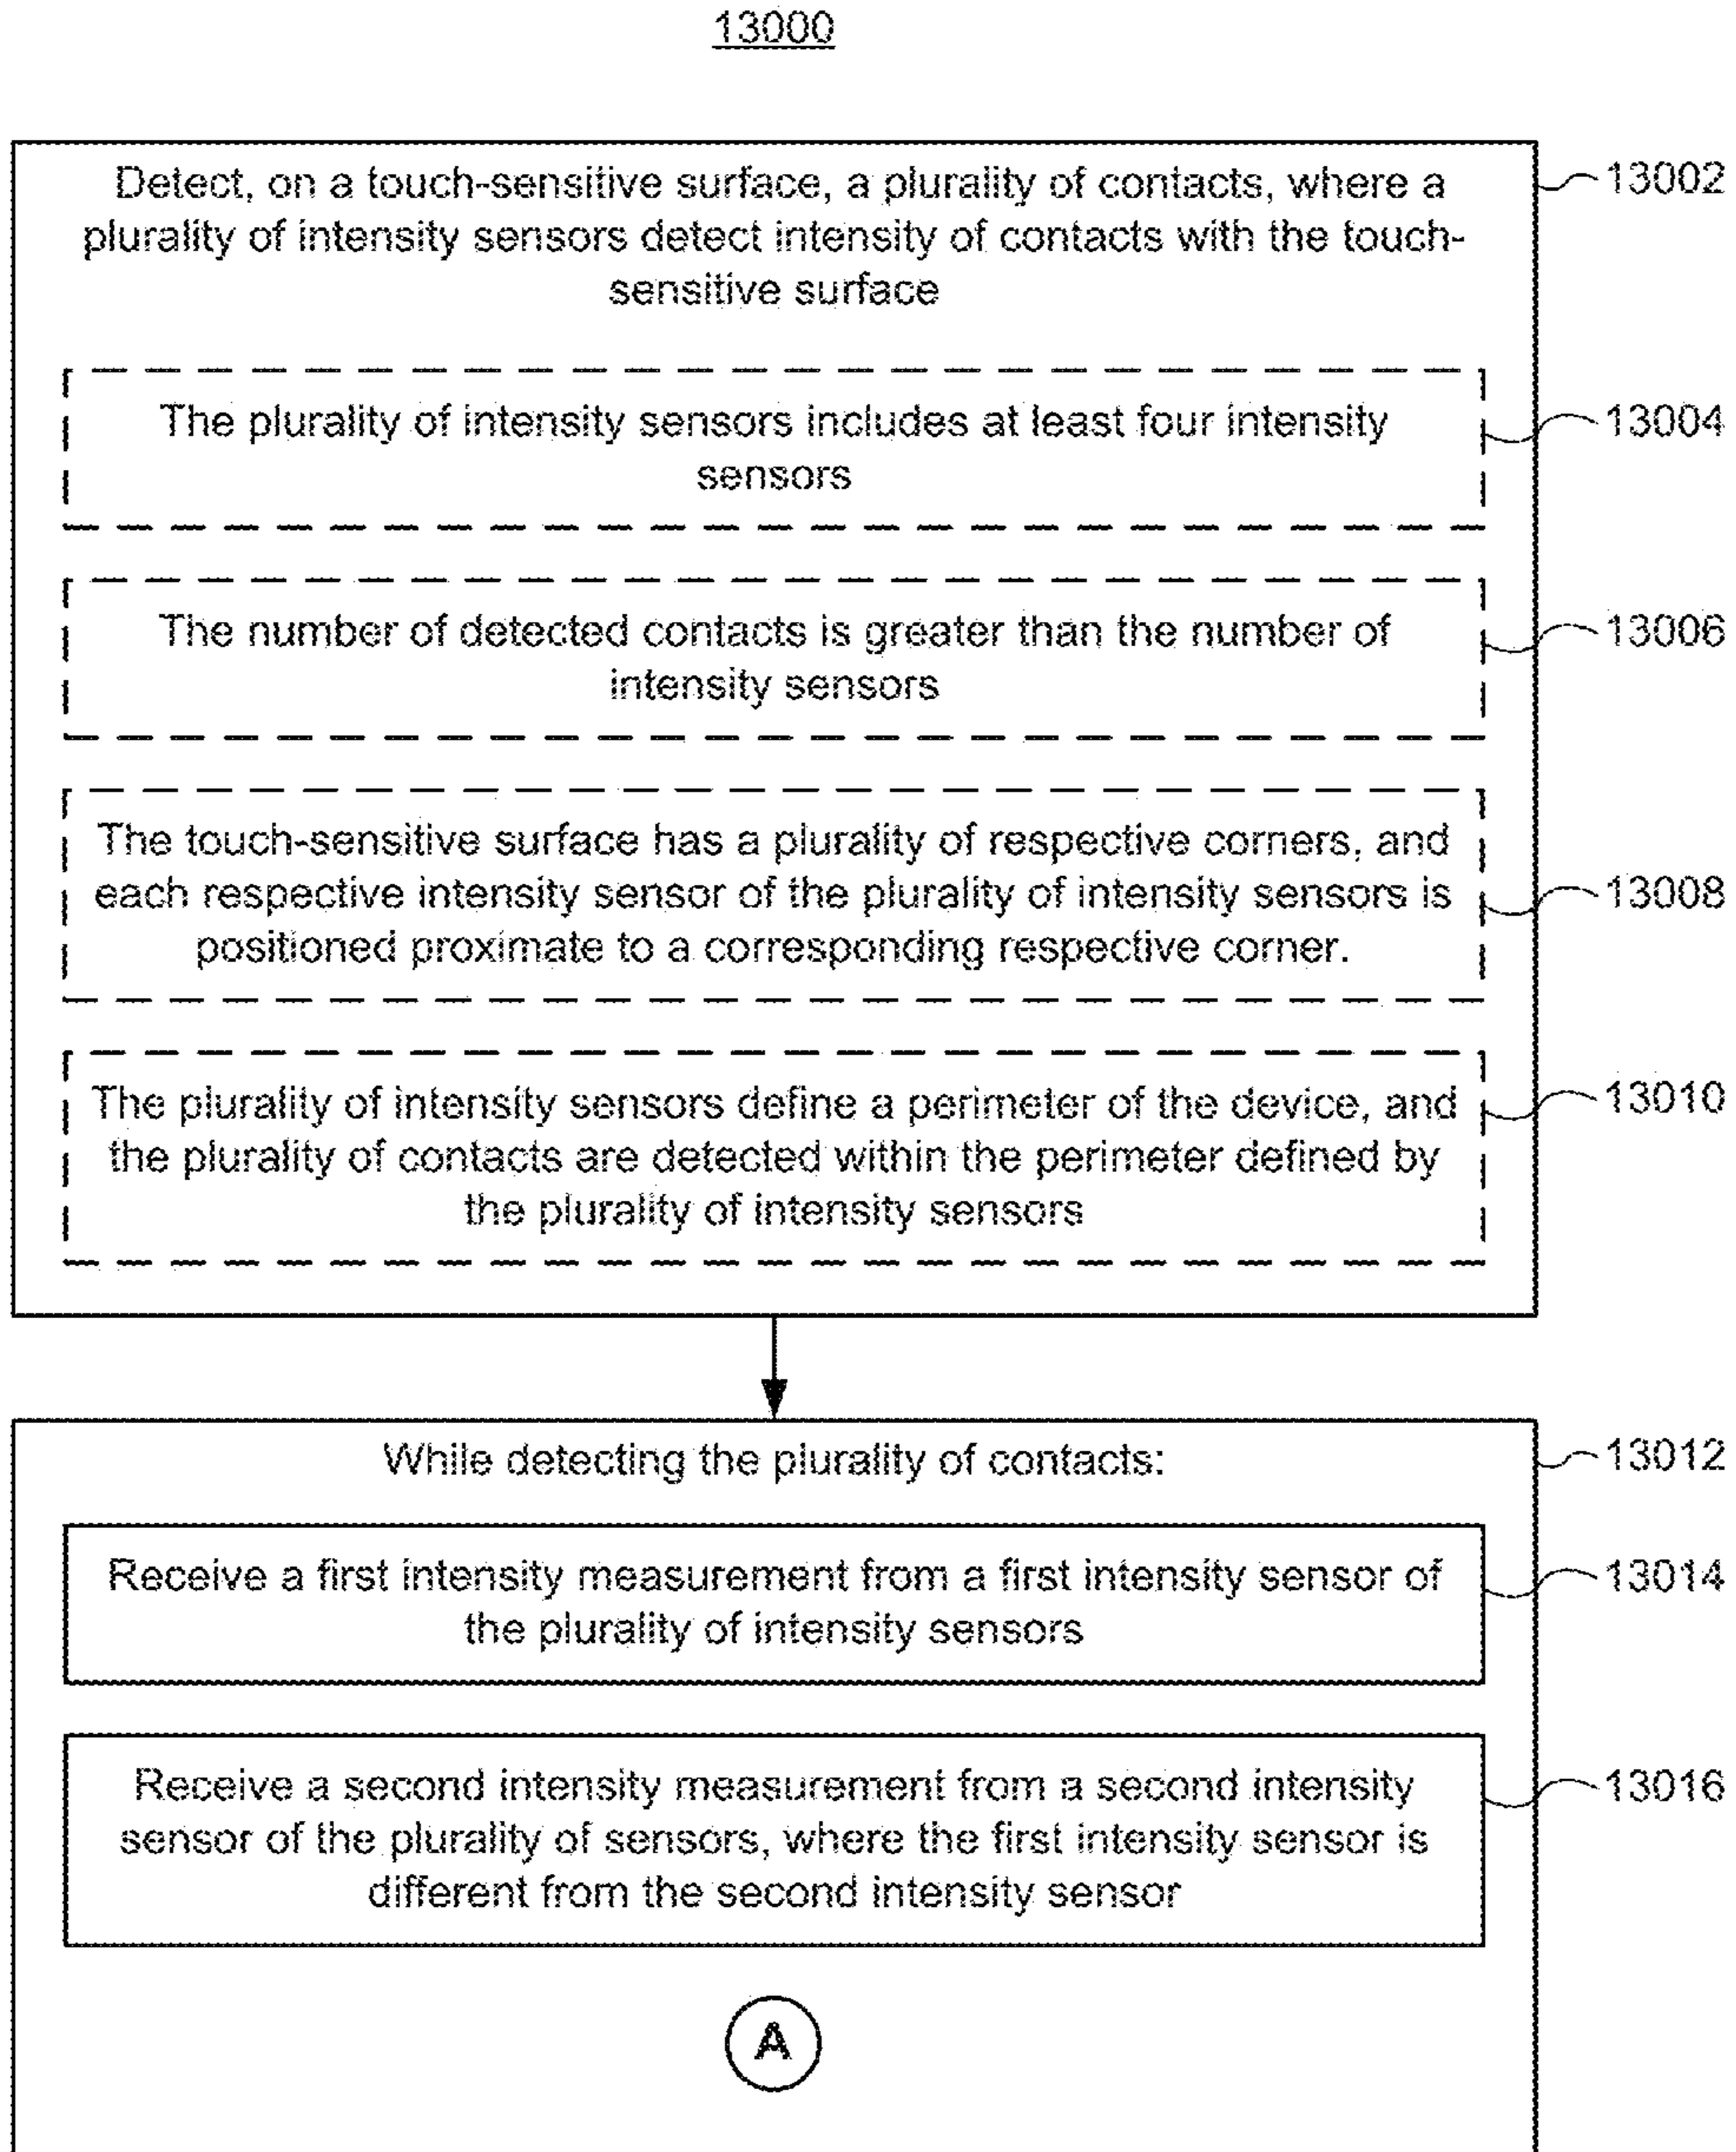 13000
Detect, on a touch-sensitive surface, a plurality of contacts, where a
plurality of intensity sensors detect intensity of contacts with the touch-
sensitive surface
13002
The plurality of intensity sensors includes at least four intensity
sensors
13004
The number of detected contacts is greater than the number of
intensity sensors
13006
The touch-sensitive surface has a plurality of respective corners, and
each respective intensity sensor of the plurality of intensity sensors is
positioned proximate to a corresponding respective corner.
13008
The plurality of intensity sensors define a perimeter of the device, and
the plurality of contacts are detected within the perimeter defined by
the plurality of intensity sensors
13010
While detecting the plurality of contacts:
13012
Receive a first intensity measurement from a first intensity sensor of
the plurality of intensity sensors
13014
Receive a second intensity measurement from a second intensity
sensor of the plurality of sensors, where the first intensity sensor is
different from the second intensity sensor
13016
A